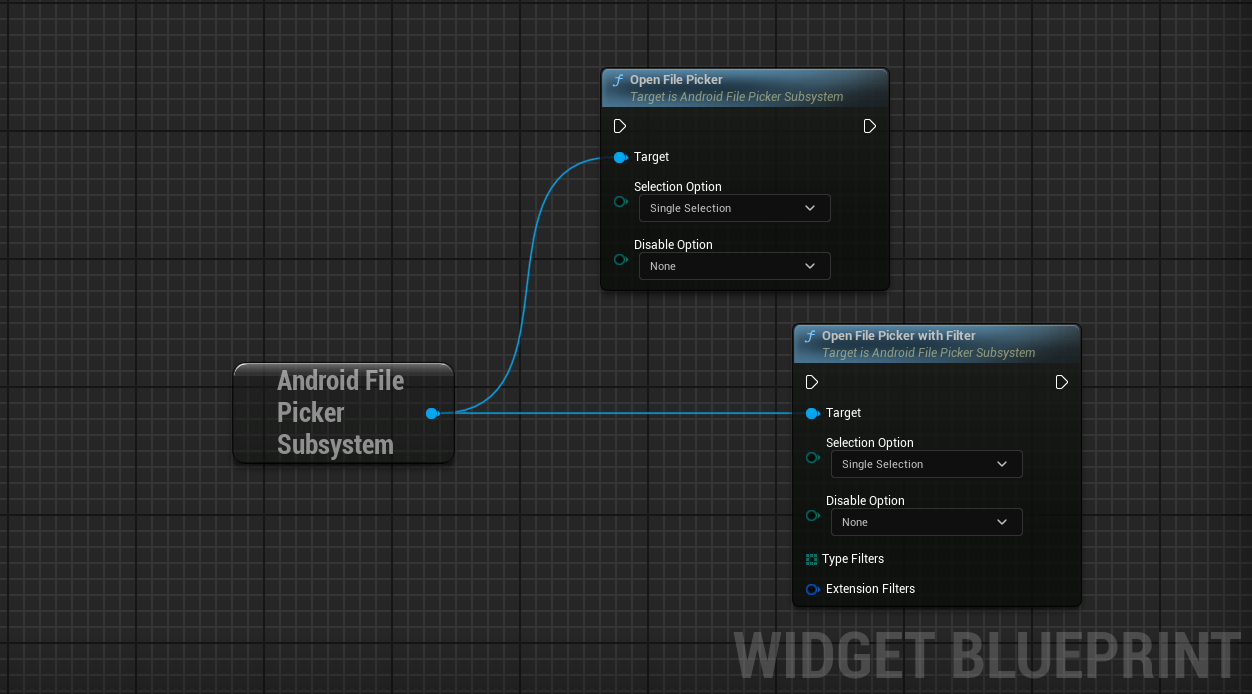 Open File Picker
Target is Android File Picker Subsystem
Target
Selection Option
Single Selection
Disable Option
None
Android File
Picker
Subsystem
Open File Picker with Filter
Target is Android File Picker Subsystem
Target
Selection Option
Single Selection
Disable Option
None
Type Filters
Extension Filters
WIDGET BLUEPRINT